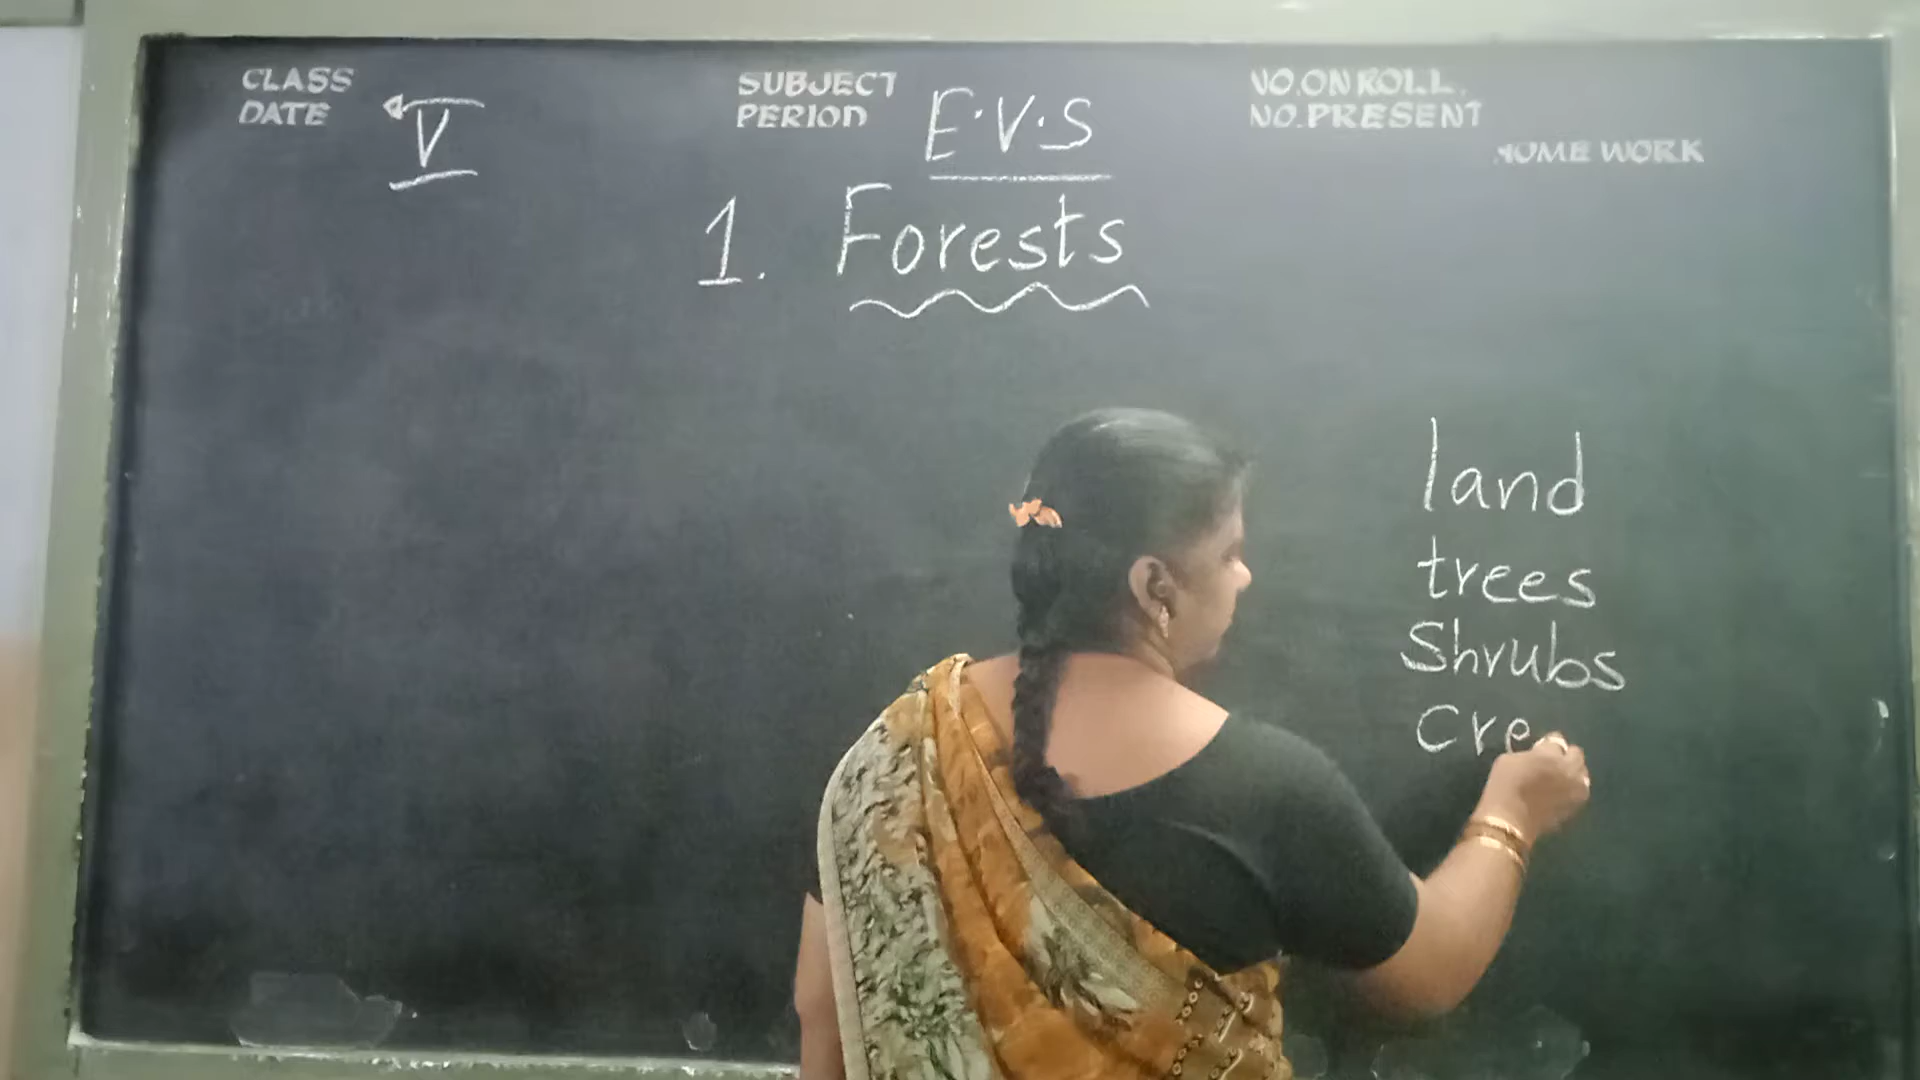 CLASS
DATE
V
SUBJECT
PERIOD
E.V.S
NO.ON ROLL.
NO.PRESENT
HOME WORK
1. Forests
land
trees
Shrubs
Cre